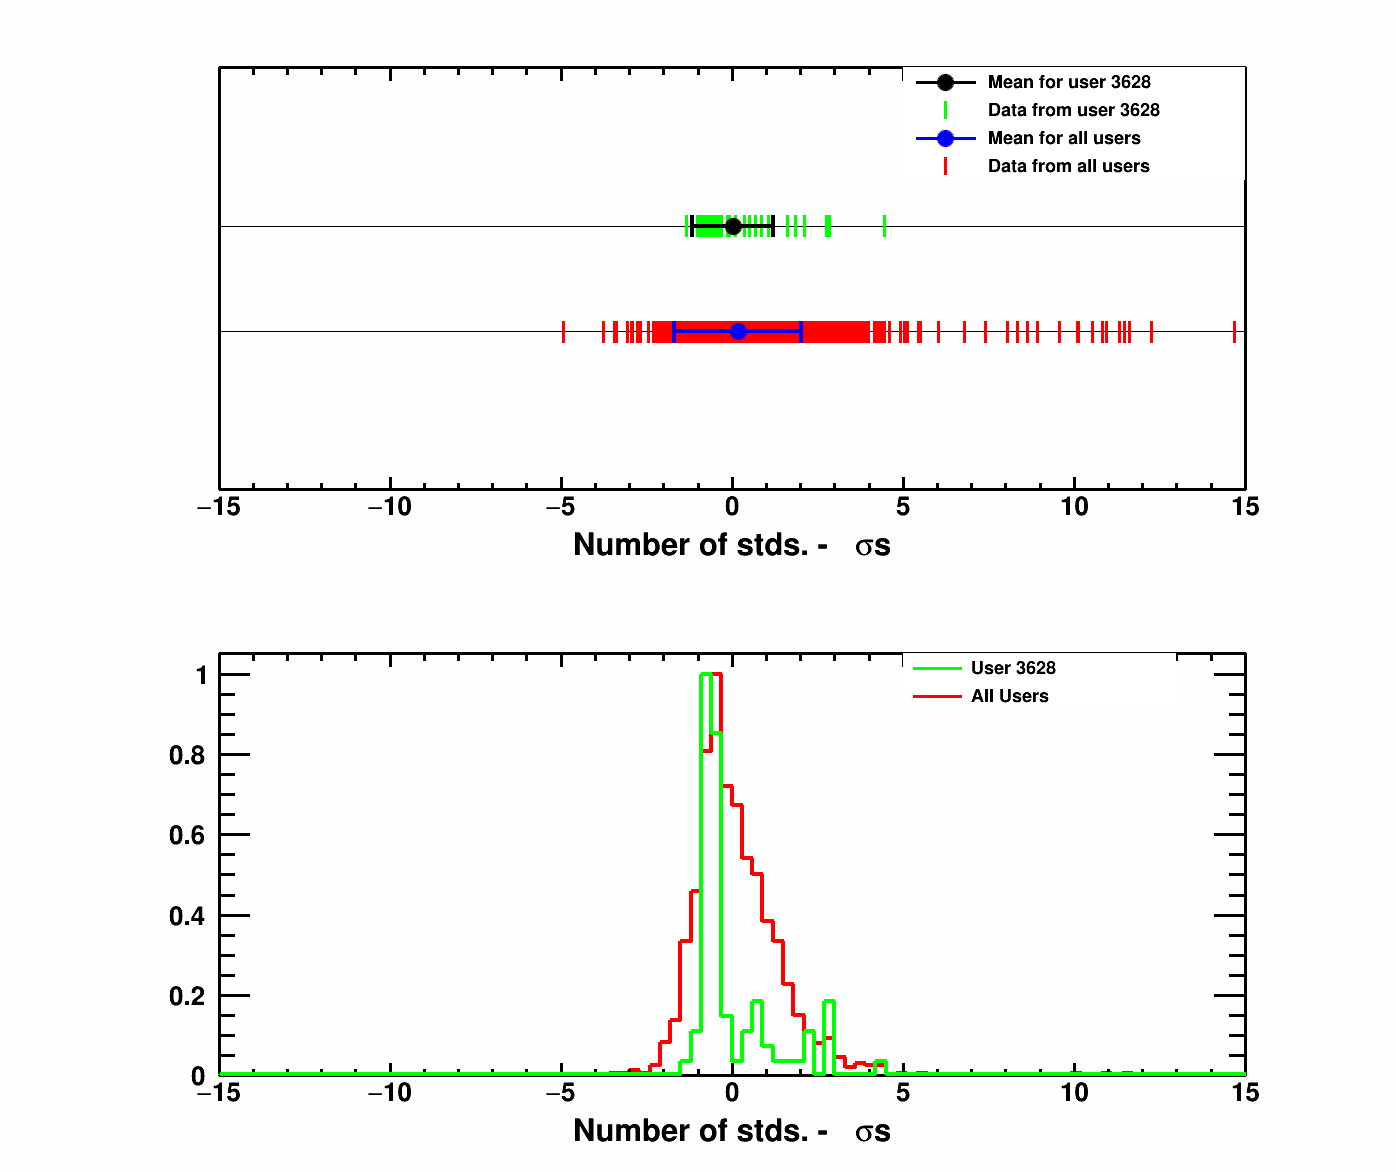 Mean for user 3628
Data from user 3628
Mean for all users
Data from all users
−15 −10 −5 0 5 10 15
Number of stds. - σs
User 3628
All Users
1
0.8
0.6
0.4
0.2
0
−15 −10 −5 0 5 10 15
Number of stds. - σs